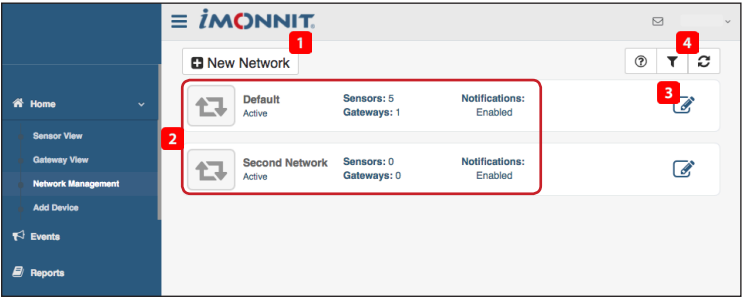 iMONNIT
1
4
New Network
3
2
Default
Active
Sensors: 5
Gateways: 1
Notifications:
Enabled
Second Network
Active
Sensors: 0
Gateways: 0
Notifications:
Enabled
Home
Sensor View
Gateway View
Network Management
Add Device
Events
Reports